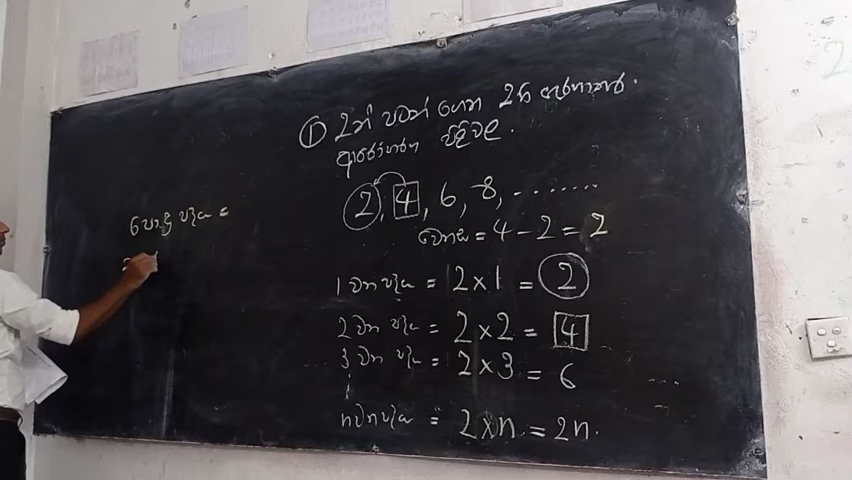 ① 2න් පටන් ගෙන 2හි ගුණාකාර
ආරෝහණ පිළිවල.
2, 4, 6, 8, .......
වෙනස = 4 - 2 = 2
1 වන පදය = 2 x 1 = 2
2 වන පදය = 2 x 2 = 4
3 වන පදය = 2 x 3 = 6
n වන පදය = 2 x n = 2n.
පොදු පදය =